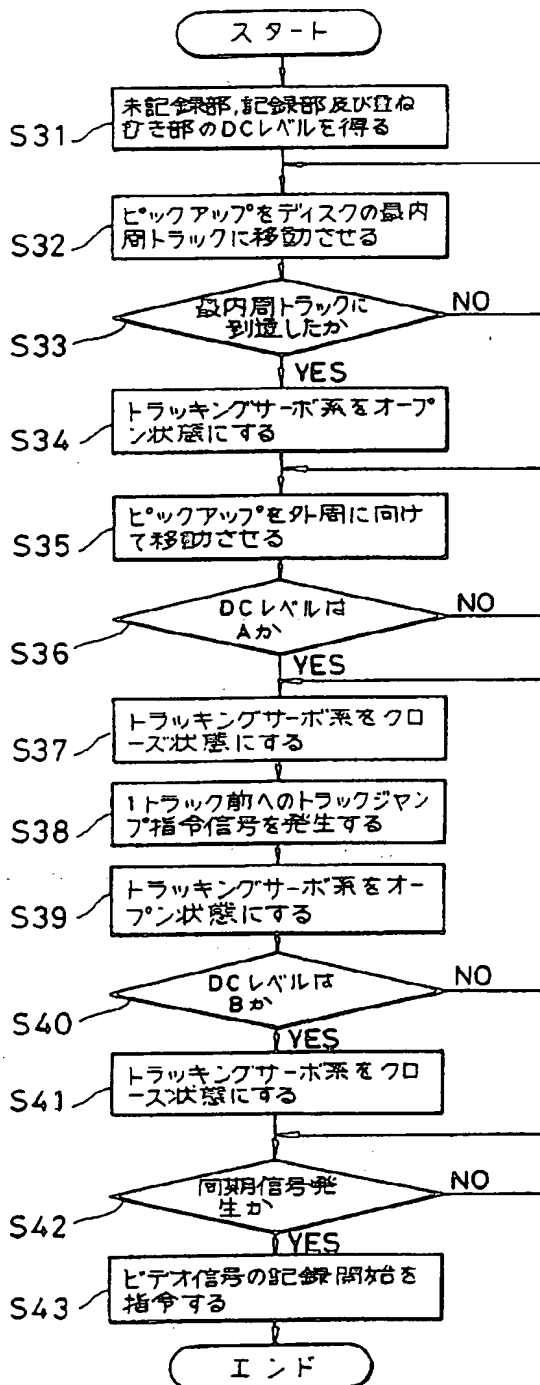 スタート
S31
未記録部,記録部及び重ね
びき部のDCレベルを得る
S32
ピックアップをディスクの最内
周トラックに移動させる
S33
最内周トラックに
到達したか
NO
YES
S34
トラッキングサーボ系をオープ
ン状態にする
S35
ピックアップを外周に向け
て移動させる
S36
DCレベルは
Aか
NO
YES
S37
トラッキングサーボ系をクロ
ーズ状態にする
S38
1トラック前へのトラックジャン
プ指令信号を発生する
S39
トラッキングサーボ系をオー
プン状態にする
S40
DCレベルは
Bか
NO
YES
S41
トラッキングサーボ系をクロ
ーズ状態にする
S42
同期信号発
生か
NO
YES
S43
ビデオ信号の記録開始を
指令する
エンド